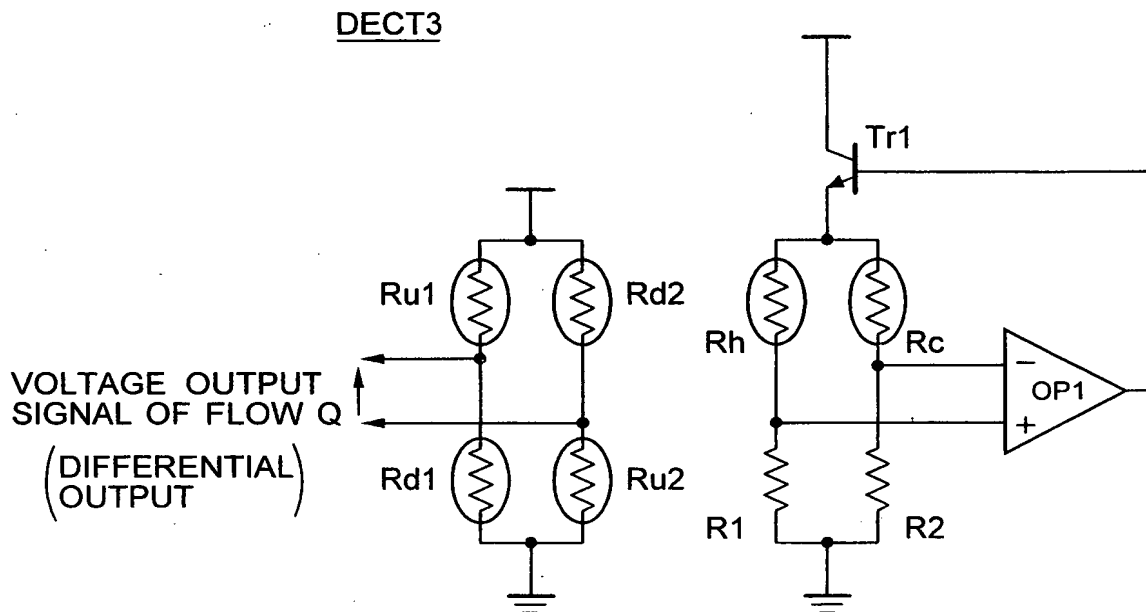 DECT3
Tr1
Ru1
Rd2
Rh
Rc
VOLTAGE OUTPUT
SIGNAL OF FLOW Q
(DIFFERENTIAL
OUTPUT)
Rd1
Ru2
−
OP1
+
R1
R2